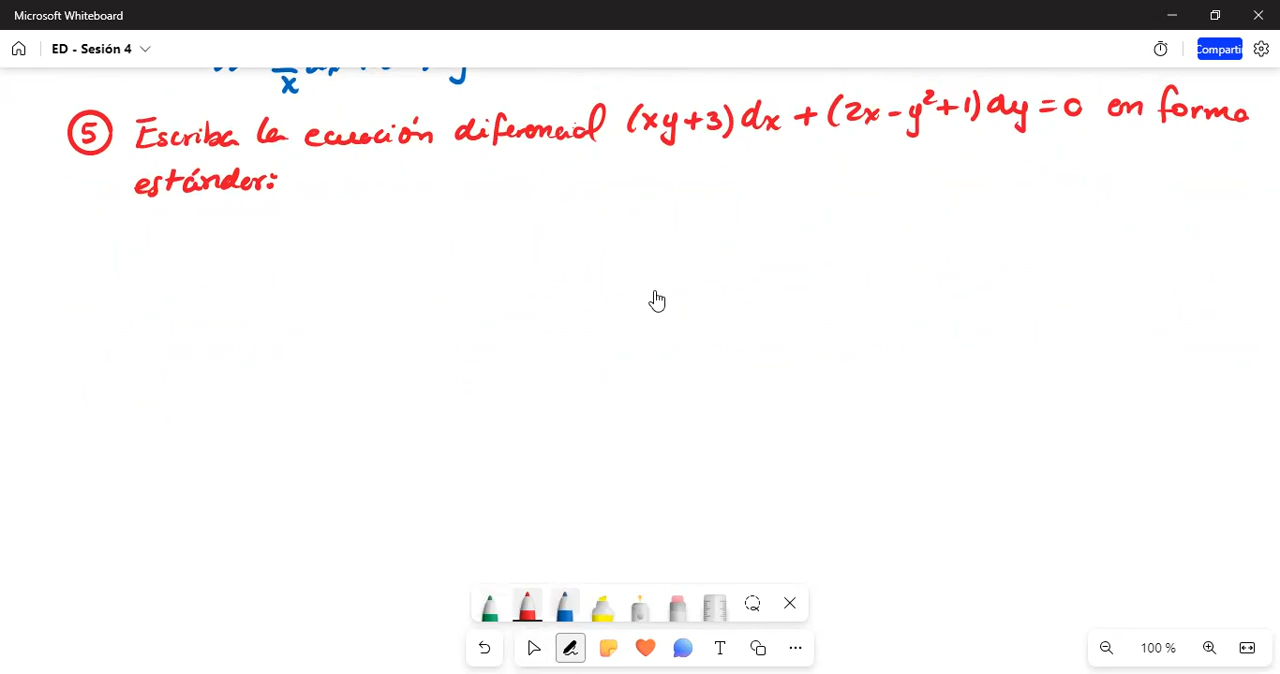 Microsoft Whiteboard
ED - Sesión 4
Comparti
x
⑤ Escriba la ecuación diferencial (xy+3)dx + (2x - y²+1)dy = 0 en forma
estándar:
T
100 %